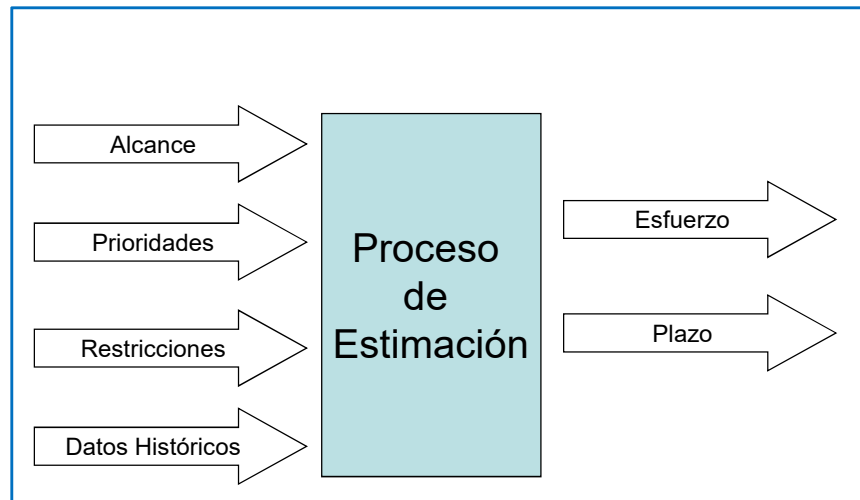 Alcance
Prioridades
Restricciones
Datos Históricos
Proceso
de
Estimación
Esfuerzo
Plazo